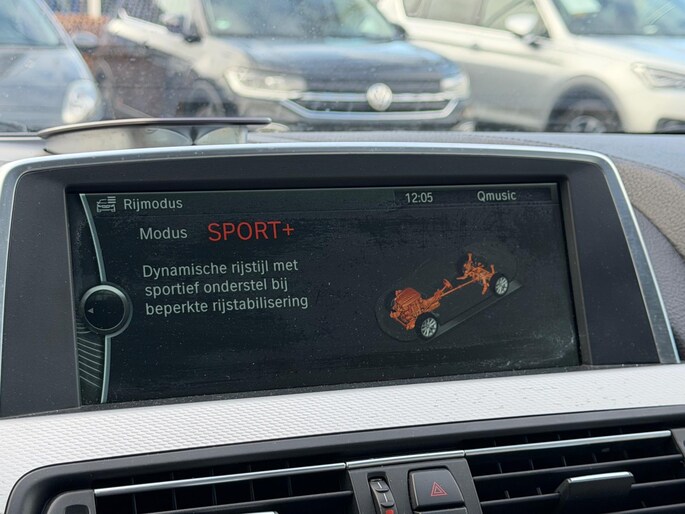 Rijmodus
12:05
Qmusic
Modus SPORT+
Dynamische rijstijl met
sportief onderstel bij
beperkte rijstabilisering